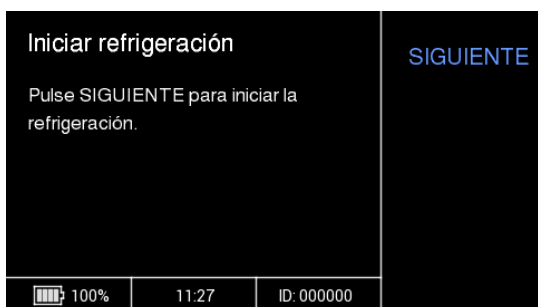 Iniciar refrigeración
SIGUIENTE
Pulse SIGUIENTE para iniciar la
refrigeración.
100%
11:27
ID: 000000